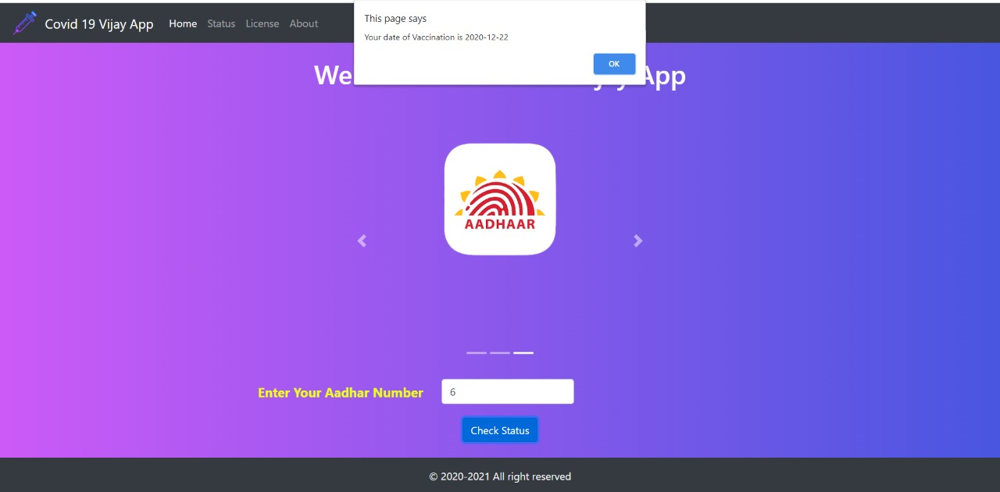 Covid 19 Vijay App Home Status License About
This page says
Your date of Vaccination is 2020-12-22
OK
We App
AADHAAR
Enter Your Aadhar Number 6
Check Status
© 2020-2021 All right reserved